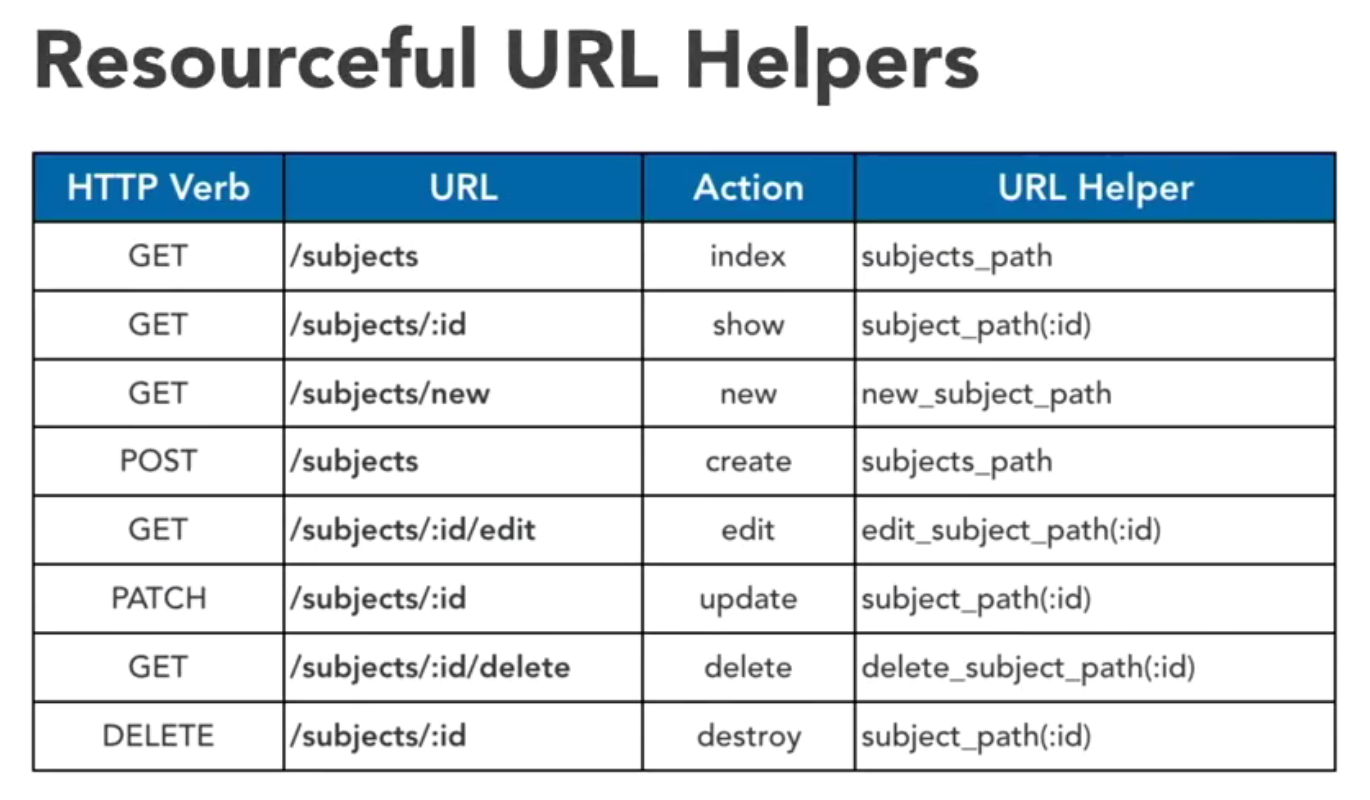 Resourceful URL Helpers
HTTP Verb URL Action URL Helper
GET /subjects index subjects_path
GET /subjects/:id show subject_path(:id)
GET /subjects/new new new_subject_path
POST /subjects create subjects_path
GET /subjects/:id/edit edit edit_subject_path(:id)
PATCH /subjects/:id update subject_path(:id)
GET /subjects/:id/delete delete delete_subject_path(:id)
DELETE /subjects/:id destroy subject_path(:id)